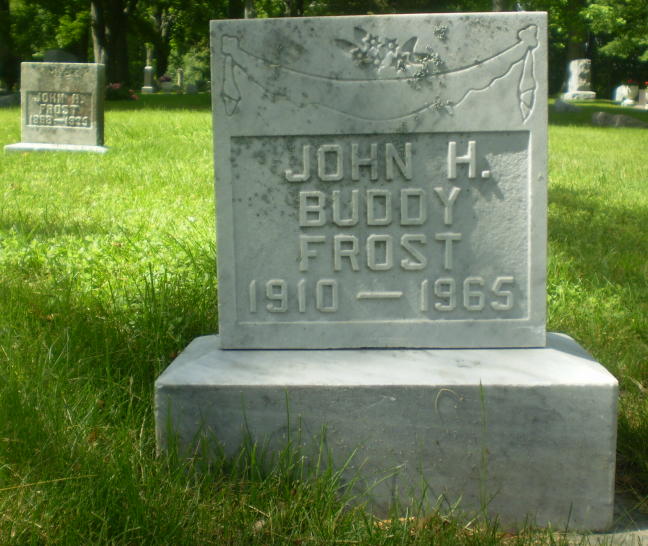 JOHN H.
BUDDY
FROST
1910 — 1965
JOHN
FROST